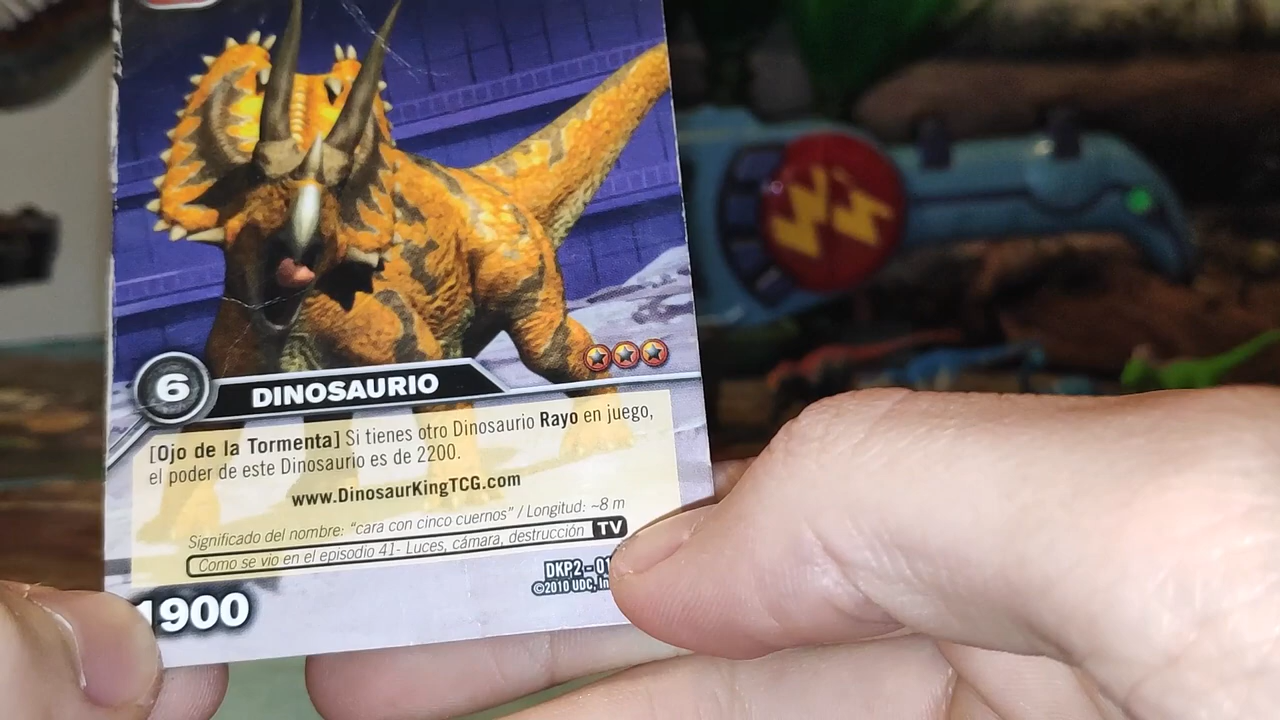 6
DINOSAURIO
[Ojo de la Tormenta] Si tienes otro Dinosaurio Rayo en juego,
el poder de este Dinosaurio es de 2200.
www.DinosaurKingTCG.com
Significado del nombre: "cara con cinco cuernos" / Longitud: ~8 m
Como se vio en el episodio 41- Luces, cámara, destrucción TV
DKP2 - 01
©2010 UDC,
1900